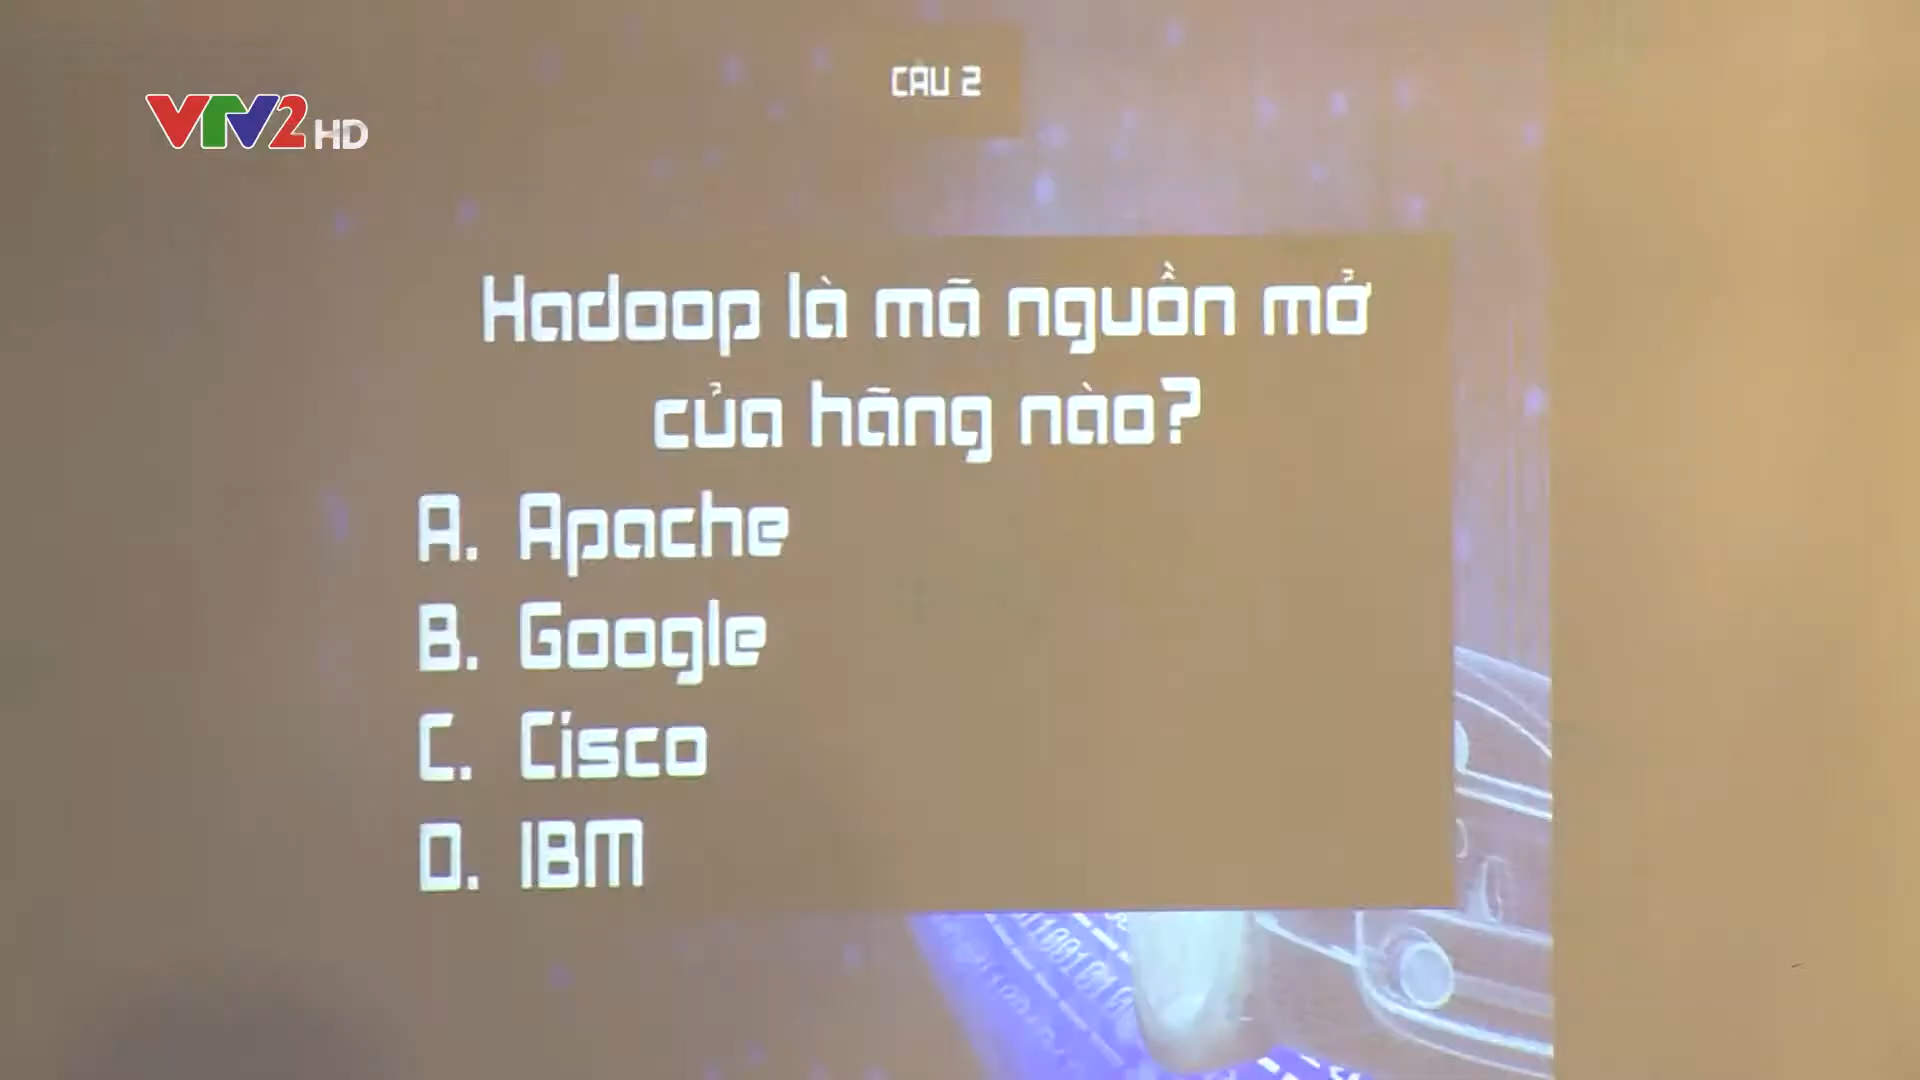 CÂU 2
VTV2 HD
Hadoop là mã nguồn mở
của hãng nào?
A. Apache
B. Google
C. Cisco
D. IBM